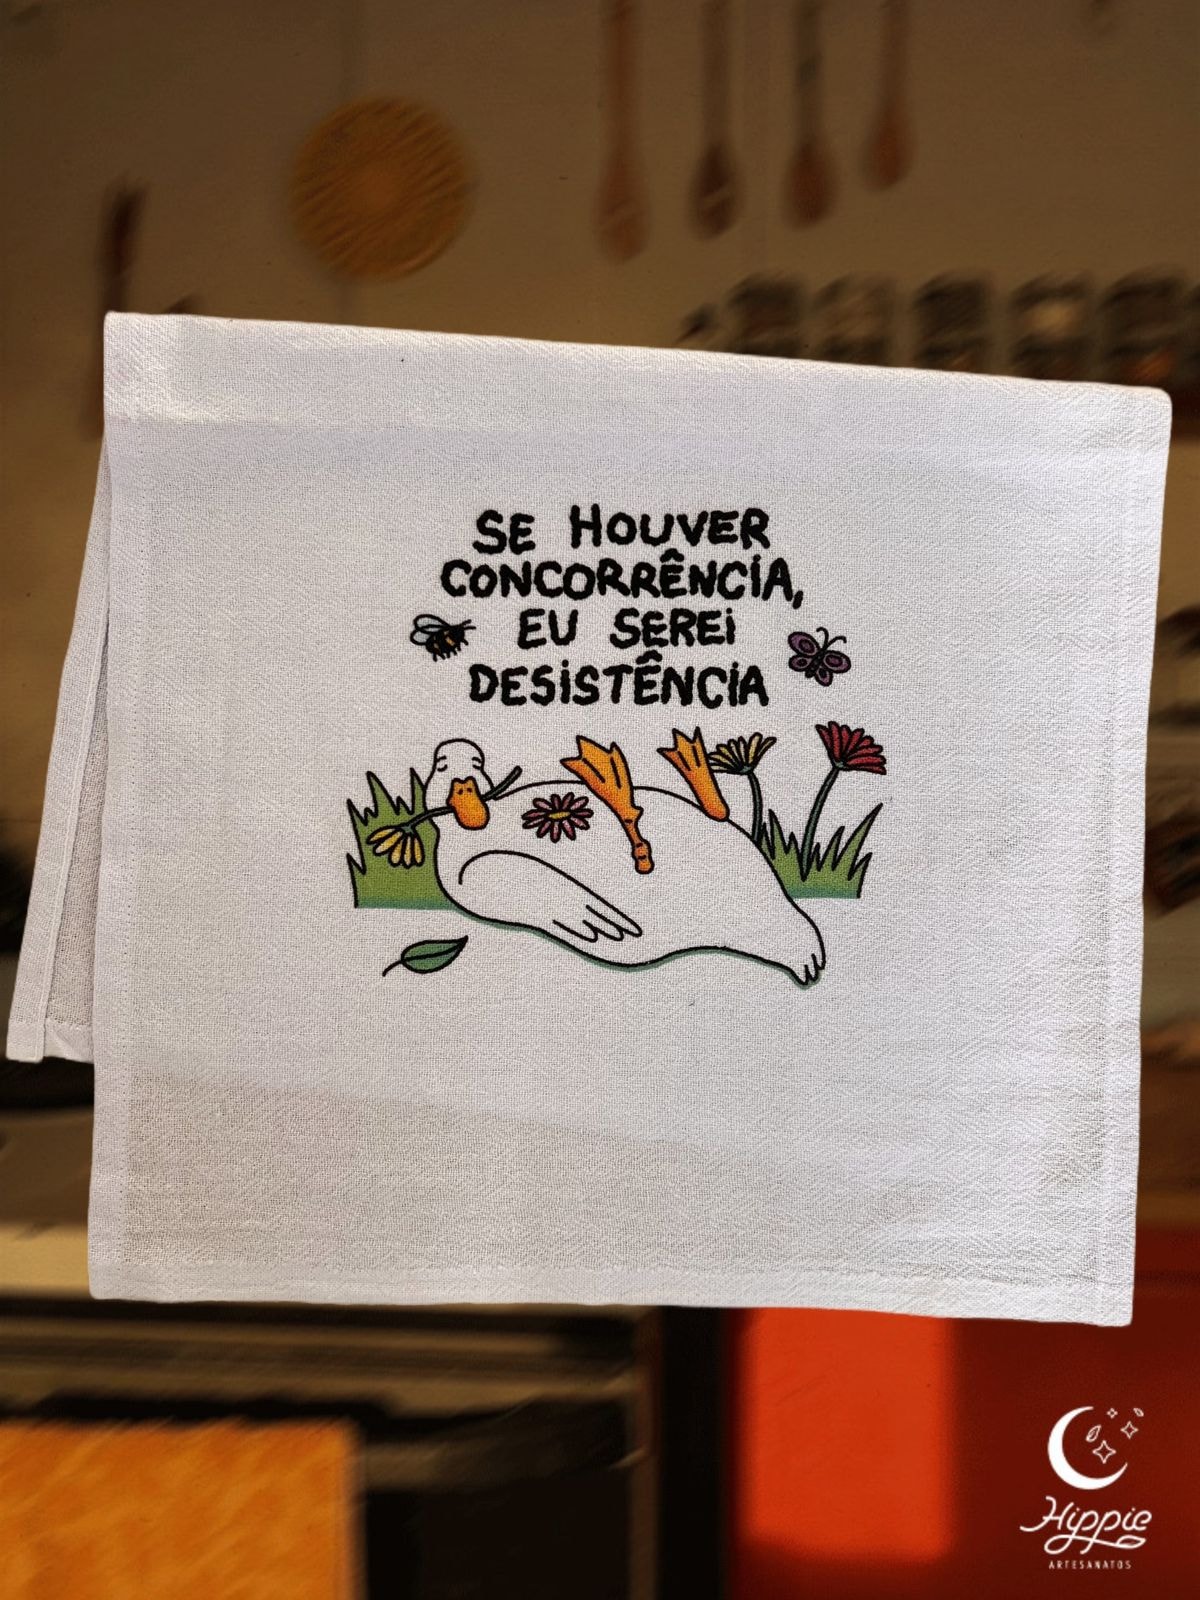 SE HOUVER
CONCORRÊNCIA,
EU SEREI
DESISTÊNCIA
Hippie
ARTESANATOS